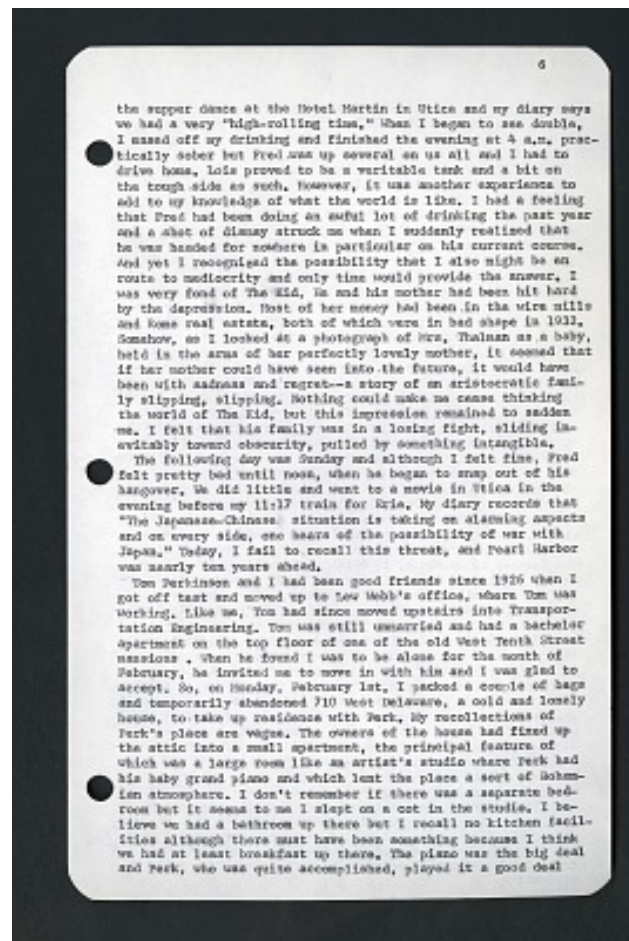 6
the supper dance at the Hotel Martin in Utica and my diary says
we had a very "high-rolling time." When I began to see double,
I eased off my drinking and finished the evening at 4 a.m. prac-
tically sober but Fred was up several on us all and I had to
drive home. Lois proved to be a veritable tank and a bit on
the tough side as such. However, it was another experience to
add to my knowledge of what the world is like. I had a feeling
that Fred had been doing an awful lot of drinking the past year
and a shot of dismay struck me when I suddenly realized that
he was headed for nowhere in particular on his current course.
And yet I recognized the possibility that I also might be en
route to mediocrity and only time would provide the answer. I
was very fond of The Kid. He and his mother had been hit hard
by the depression. Most of her money had been in the wire mills
and Rome real estate, both of which were in bad shape in 1932.
Somehow, as I looked at a photograph of Mrs. Thalman as a baby,
held in the arms of her perfectly lovely mother, it seemed that
if her mother could have seen into the future, it would have
been with sadness and regret--a story of an aristocratic fami-
ly slipping, slipping. Nothing could make me cease thinking
the world of The Kid, but this impression remained to sadden
me. I felt that his family was in a losing fight, sliding in-
evitably toward obscurity, pulled by something intangible.
The following day was Sunday and although I felt fine, Fred
felt pretty bad until noon, when he began to snap out of his
hangover. We did little and went to a movie in Utica in the
evening before my 11:17 train for Erie. My diary records that
"The Japanese-Chinese situation is taking on alarming aspects
and on every side, one hears of the possibility of war with
Japan." Today, I fail to recall this threat, and Pearl Harbor
was nearly ten years ahead.
Tom Perkinson and I had been good friends since 1926 when I
got off test and moved up to Lew Webb's office, where Tom was
working. Like me, Tom had since moved upstairs into Transpor-
tation Engineering. Tom was still unmarried and had a bachelor
apartment on the top floor of one of the old West Tenth Street
mansions . When he found I was to be alone for the month of
February, he invited me to move in with him and I was glad to
accept. So, on Monday, February 1st, I packed a couple of bags
and temporarily abandoned 710 West Delaware, a cold and lonely
house, to take up residence with Perk. My recollections of
Perk's place are vague. The owners of the house had fixed up
the attic into a small apartment, the principal feature of
which was a large room like an artist's studio where Perk had
his baby grand piano and which lent the place a sort of Bohem-
ian atmosphere. I don't remember if there was a separate bed-
room but it seems to me I slept on a cot in the studio. I be-
lieve we had a bathroom up there but I recall no kitchen facil-
ities although there must have been something because I think
we had at least breakfast up there. The piano was the big deal
and Perk, who was quite accomplished, played it a good deal